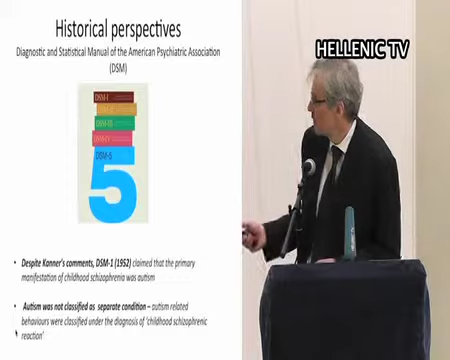 Historical perspectives
Diagnostic and Statistical Manual of the American Psychiatric Association
(DSM)
HELLENIC TV
DSM-I
DSM-III
DSM-IV
DSM-5
5
• Despite Kanner's comments, DSM-1 (1952) claimed that the primary
manifestation of childhood schizophrenia was autism
• Autism was not classified as separate condition – autism related
behaviours were classified under the diagnosis of 'childhood schizophrenic
reaction'